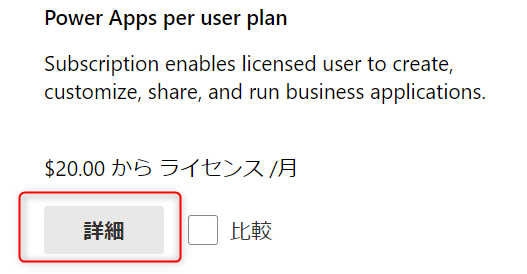 Power Apps per user plan
Subscription enables licensed user to create,
customize, share, and run business applications.
$20.00 から ライセンス /月
詳細 比較